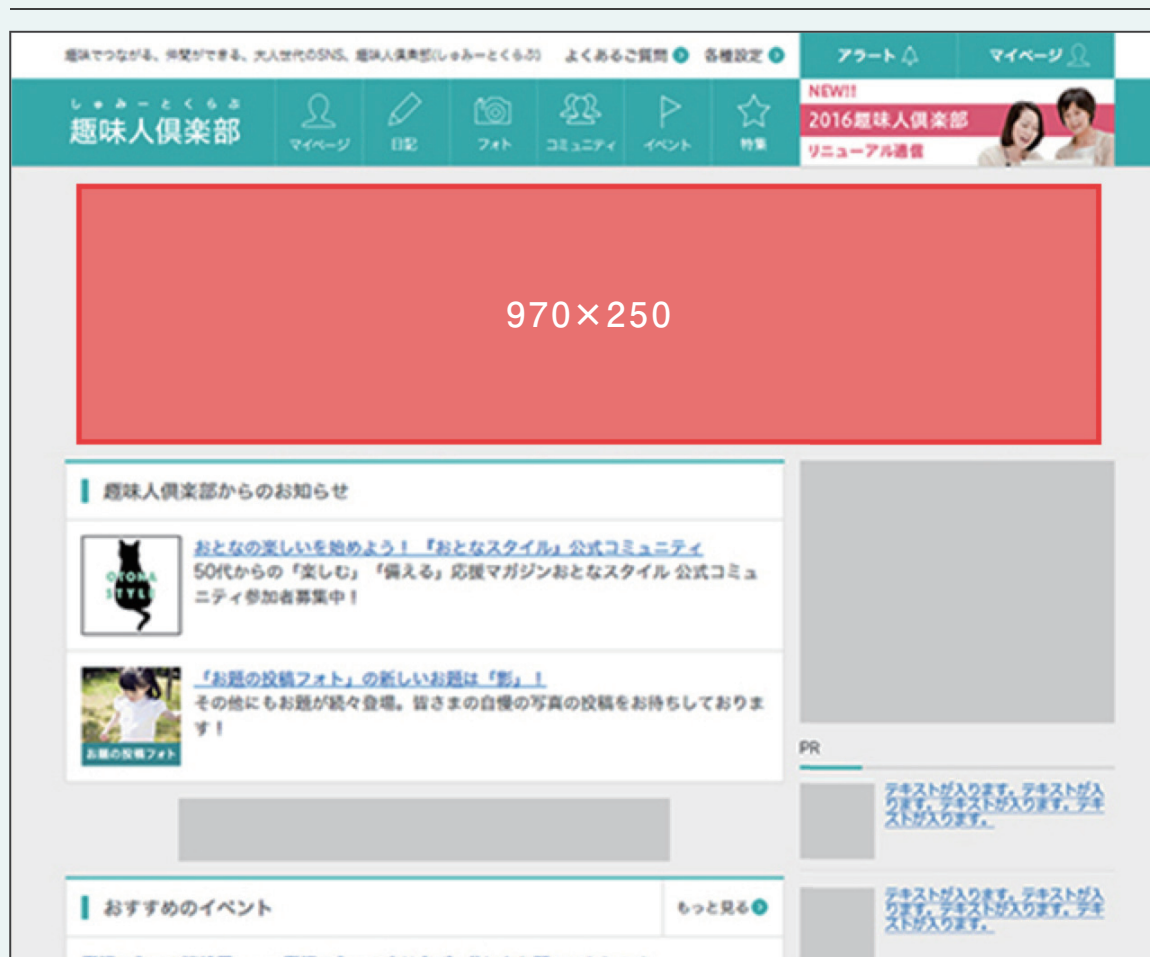 趣味でつながる、仲間ができる、大人世代のSNS、趣味人倶楽部(しゅみーとくらぶ)
よくあるご質問
各種設定
アラート
マイページ
しゅみーとくらぶ
趣味人倶楽部
マイページ
日記
フォト
コミュニティ
イベント
特集
NEW!!
2016趣味人倶楽部
リニューアル通信
970×250
趣味人倶楽部からのお知らせ
OTONA
STYLE
おとなの楽しいを始めよう！『おとなスタイル』公式コミュニティ
50代からの「楽しむ」「備える」応援マガジンおとなスタイル 公式コミュ
ニティ参加者募集中！
お題の投稿フォト
「お題の投稿フォト」の新しいお題は「影」！
その他にもお題が続々登場。皆さまの自慢の写真の投稿をお待ちしておりま
す！
おすすめのイベント
もっと見る
PR
テキストが入ります。テキストが入
ります。テキストが入ります。テキ
ストが入ります。
テキストが入ります。テキストが入
ります。テキストが入ります。テキ
ストが入ります。